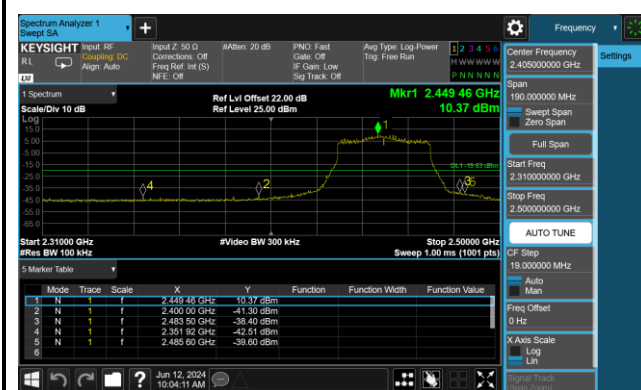 Spectrum Analyzer 1
Swept SA
Frequency
KEYSIGHT Input: RF Input Z: 50 Ω #Atten: 20 dB PNO: Fast Avg Type: Log-Power 1 2 3 4 5 6
RL Coupling: DC Corrections: Off Gate: Off Trig: Free Run M W W W W W
Align: Auto Freq Ref: Int (S) IF Gain: Low P N N N N N
NFE: Off Sig Track: Off
LXI
1 Spectrum
Ref Lvl Offset 22.00 dB Mkr1 2.449 46 GHz
Scale/Div 10 dB Ref Level 25.00 dBm 10.37 dBm
Log
15.0
5.00
-5.00
-15.0
-25.0
-35.0
-45.0
-55.0
-65.0
1
DL1 -19.63 dBm
4
2
3
5
Start 2.31000 GHz #Video BW 300 kHz Stop 2.50000 GHz
#Res BW 100 kHz Sweep 1.00 ms (1001 pts)
5 Marker Table
Mode Trace Scale X Y Function Function Width Function Value
1 N 1 f 2.449 46 GHz 10.37 dBm
2 N 1 f 2.400 00 GHz -41.30 dBm
3 N 1 f 2.483 50 GHz -38.40 dBm
4 N 1 f 2.351 92 GHz -42.51 dBm
5 N 1 f 2.485 60 GHz -39.60 dBm
6
Jun 12, 2024
10:04:11 AM
Center Frequency
2.405000000 GHz
Settings
Span
190.000000 MHz
Swept Span
Zero Span
Full Span
Start Freq
2.310000000 GHz
Stop Freq
2.500000000 GHz
AUTO TUNE
CF Step
19.000000 MHz
Auto
Man
Freq Offset
0 Hz
X Axis Scale
Log
Lin
Signal Track
(Span Zoom)